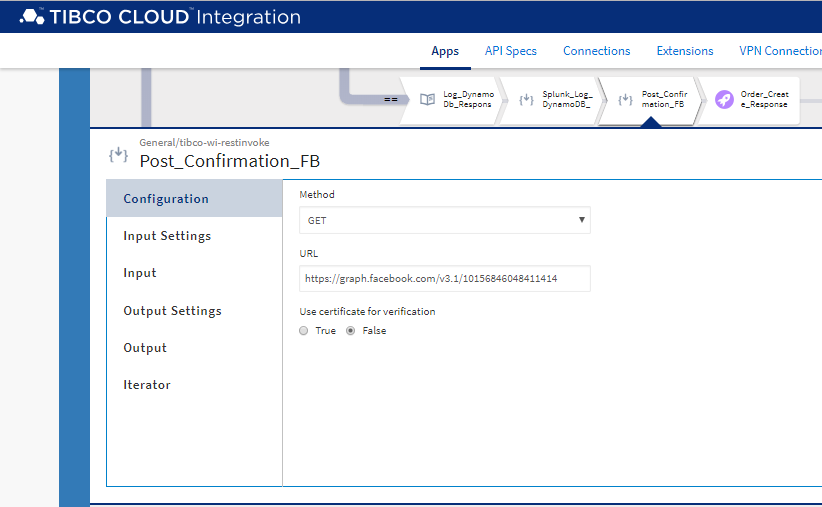 TIBCO CLOUD™ Integration
Apps API Specs Connections Extensions VPN Connection
== Log_Dynamo Splunk_Log_ Post_Confir Order_Creat
Db_Respons DynamoDB_ mation_FB e_Response
General/tibco-wi-restinvoke
Post_Confirmation_FB
Configuration
Input Settings
Input
Output Settings
Output
Iterator
Method
GET
URL
https://graph.facebook.com/v3.1/10156846048411414
Use certificate for verification
True False